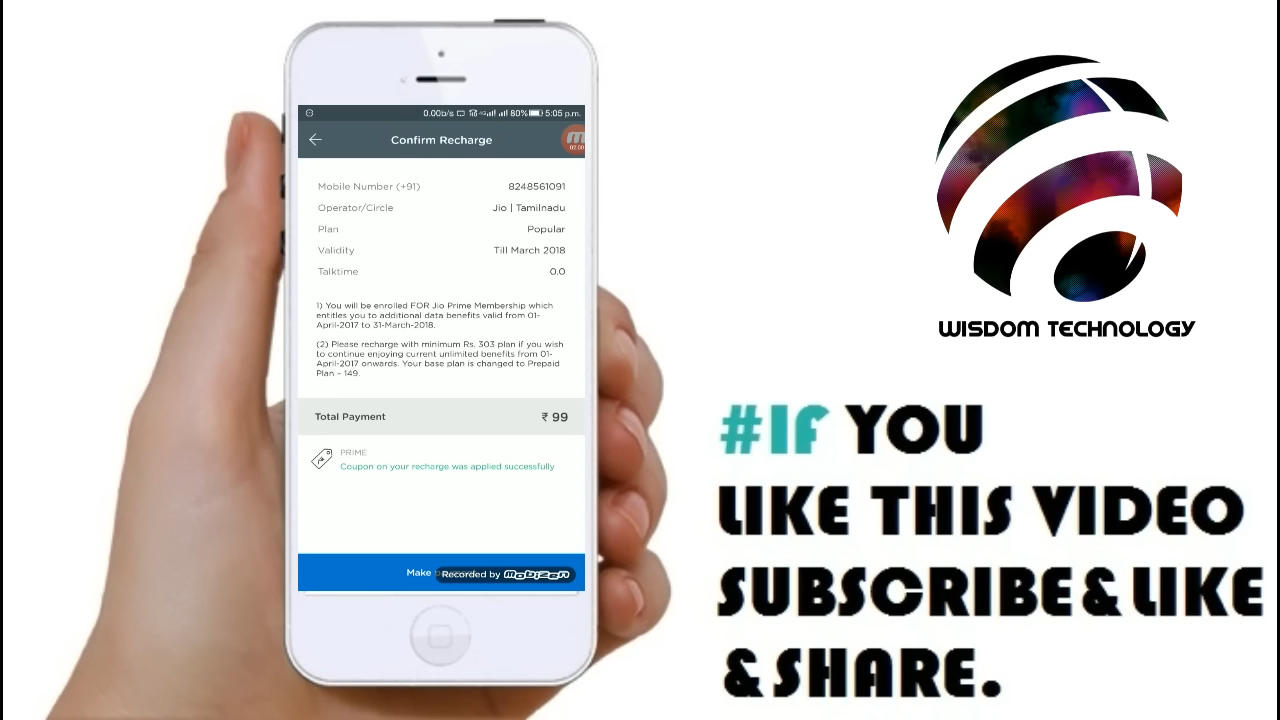 0.00b/s 4G 80% 5:05 p.m.
Confirm Recharge
02:00
Mobile Number (+91) 8248561091
Operator/Circle Jio | Tamilnadu
Plan Popular
Validity Till March 2018
Talktime 0.0
1) You will be enrolled FOR Jio Prime Membership which
entitles you to additional data benefits valid from 01-
April-2017 to 31-March-2018.
(2) Please recharge with minimum Rs. 303 plan if you wish
to continue enjoying current unlimited benefits from 01-
April-2017 onwards. Your base plan is changed to Prepaid
Plan – 149.
Total Payment ₹ 99
PRIME
Coupon on your recharge was applied successfully
Make
Recorded by mobizen
WISDOM TECHNOLOGY
#IF YOU
LIKE THIS VIDEO
SUBSCRIBE & LIKE
& SHARE.